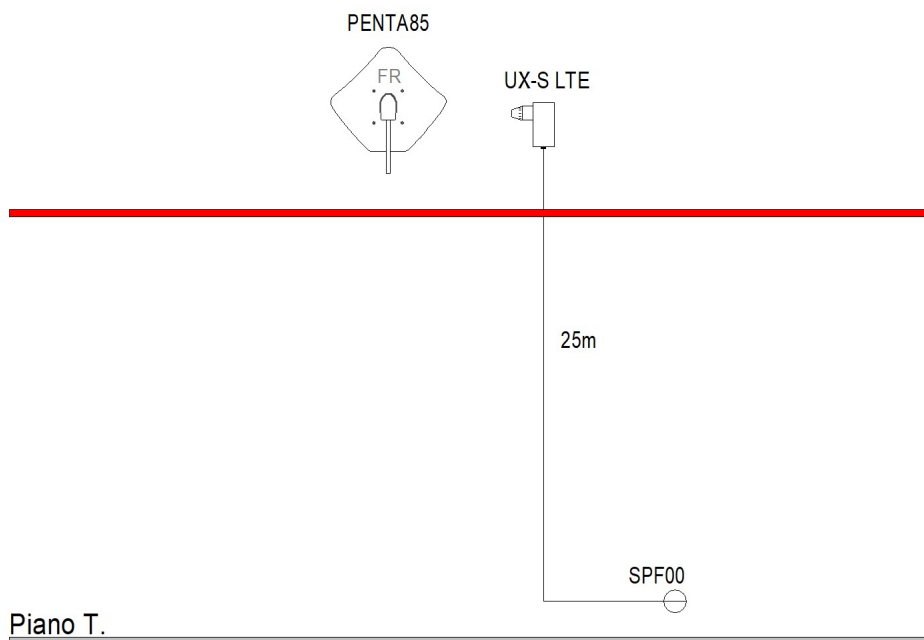 PENTA85
FR
UX-S LTE
25m
SPF00
Piano T.